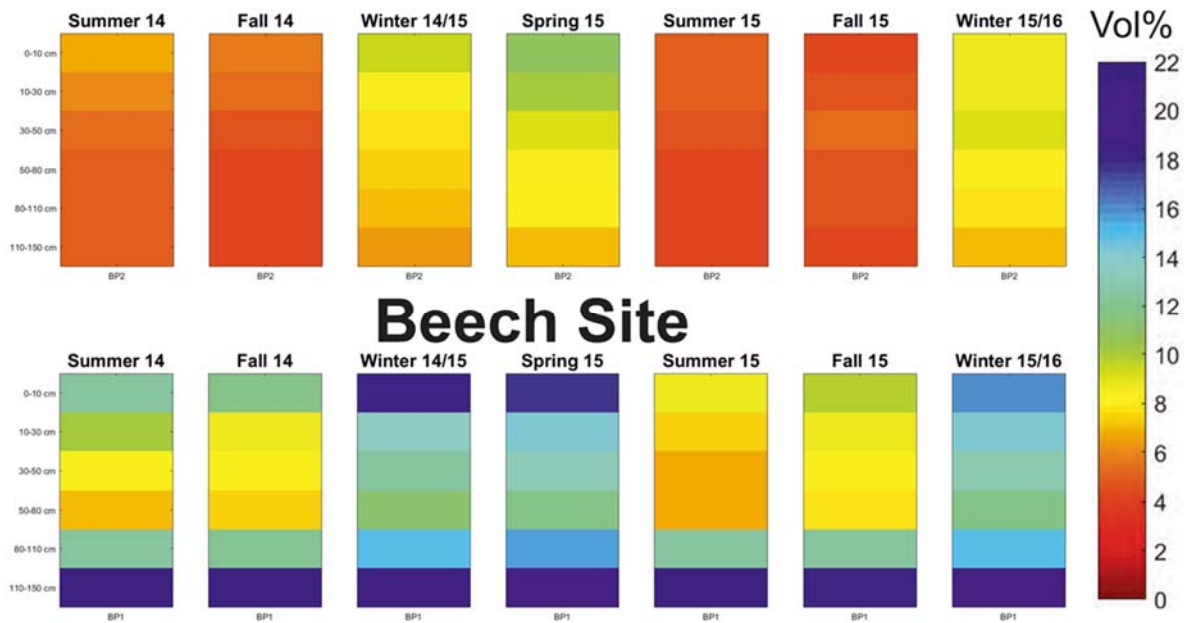 Summer 14 Fall 14 Winter 14/15 Spring 15 Summer 15 Fall 15 Winter 15/16 Vol%
0-10 cm
10-30 cm
30-50 cm
50-80 cm
80-110 cm
110-150 cm
BP2 BP2 BP2 BP2 BP2 BP2 BP2
Beech Site
Summer 14 Fall 14 Winter 14/15 Spring 15 Summer 15 Fall 15 Winter 15/16
0-10 cm
10-30 cm
30-50 cm
50-80 cm
80-110 cm
110-150 cm
BP1 BP1 BP1 BP1 BP1 BP1 BP1
22
20
18
16
14
12
10
8
6
4
2
0